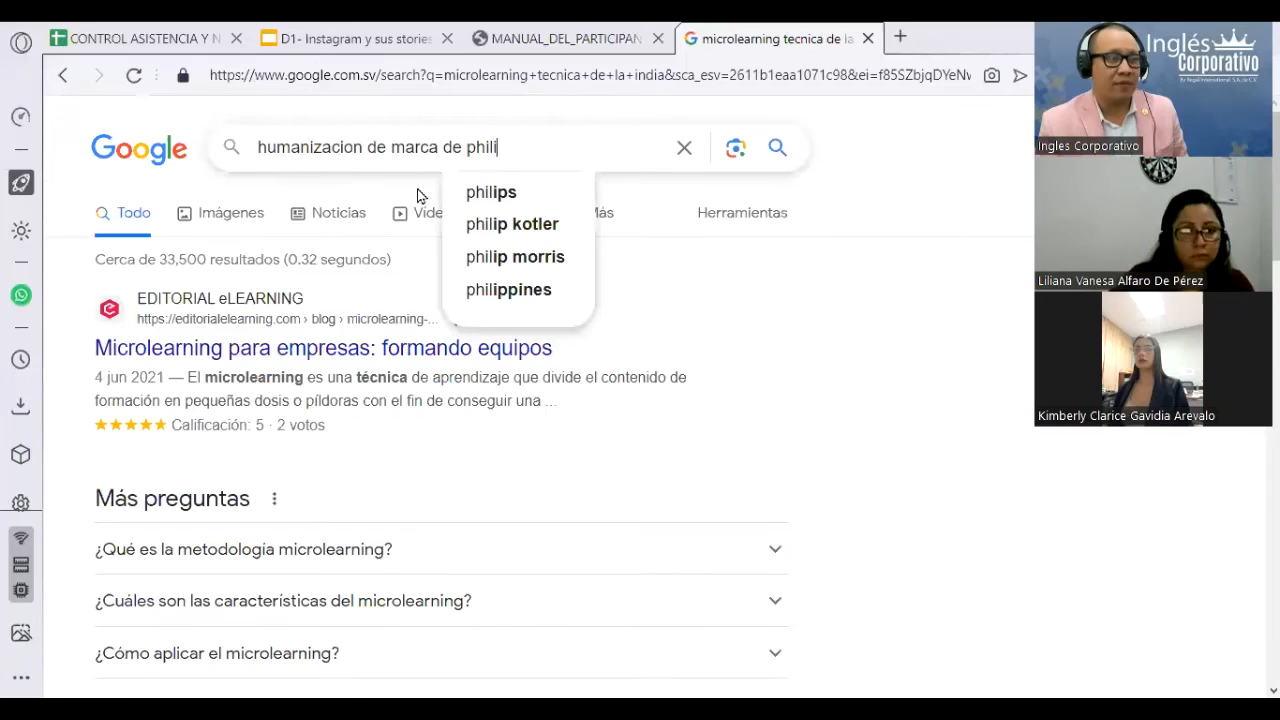 CONTROL ASISTENCIA Y N
D1- Instagram y sus stories
MANUAL_DEL_PARTICIPAN
microlearning tecnica de la
https://www.google.com.sv/search?q=microlearning+tecnica+de+la+india&sca_esv=2611b1eaa1071c98&ei=f85SZbjqDYeNw
Google
humanizacion de marca de phili
philips
philip kotler
philip morris
philippines
Todo
Imágenes
Noticias
Víde
Más
Herramientas
Cerca de 33,500 resultados (0.32 segundos)
EDITORIAL eLEARNING
https://editorialelearning.com › blog › microlearning-...
Microlearning para empresas: formando equipos
4 jun 2021 — El microlearning es una técnica de aprendizaje que divide el contenido de
formación en pequeñas dosis o píldoras con el fin de conseguir una ...
Calificación: 5 · 2 votos
Más preguntas
¿Qué es la metodología microlearning?
¿Cuáles son las características del microlearning?
¿Cómo aplicar el microlearning?
Inglés
Corporativo
Ingles Corporativo
Liliana Vanesa Alfaro De Pérez
Kimberly Clarice Gavidia Arevalo